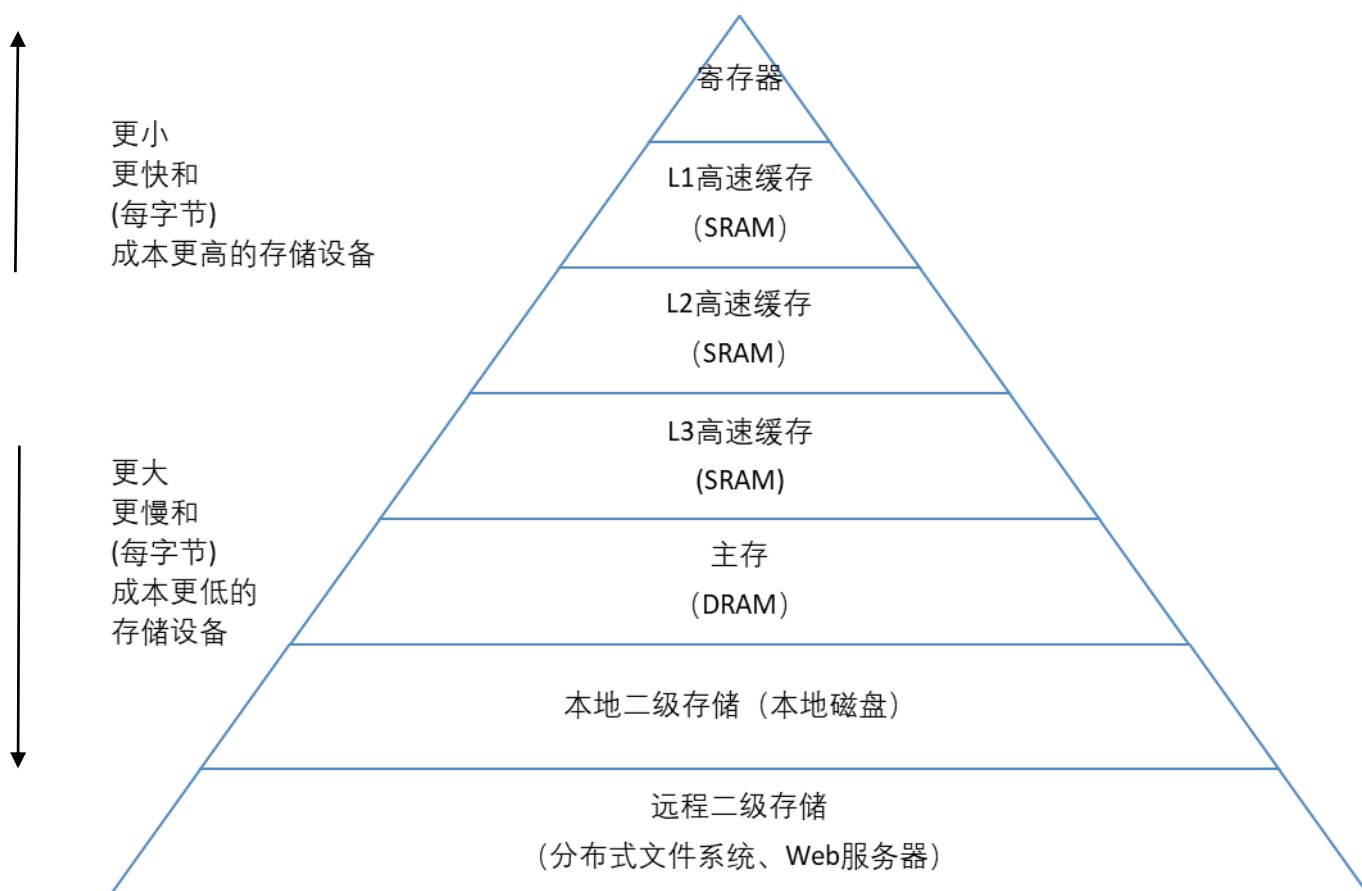 寄存器
更小
更快和
(每字节)
成本更高的存储设备
L1高速缓存
（SRAM）
L2高速缓存
（SRAM）
L3高速缓存
(SRAM)
更大
更慢和
(每字节)
成本更低的
存储设备
主存
（DRAM）
本地二级存储（本地磁盘）
远程二级存储
（分布式文件系统、Web服务器）